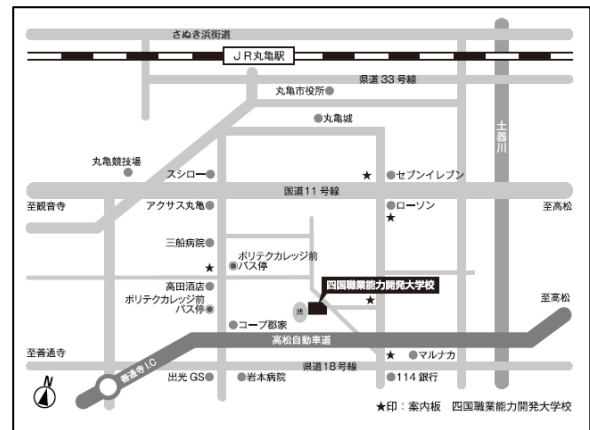 さぬき浜街道
JR丸亀駅
県道33号線
丸亀市役所
丸亀城
土器川
丸亀競技場
スシロー
★
セブンイレブン
国道11号線
至観音寺
アクサス丸亀
ローソン
★
至高松
三船病院
ポリテクカレッジ前
バス停
★
高田酒店
四国職業能力開発大学校
ポリテクカレッジ前
バス停
池
★
至高松
コープ郡家
高松自動車道
至善通寺
★
マルナカ
県道18号線
N
善通寺I.C
出光GS
岩本病院
114銀行
★印：案内板　四国職業能力開発大学校